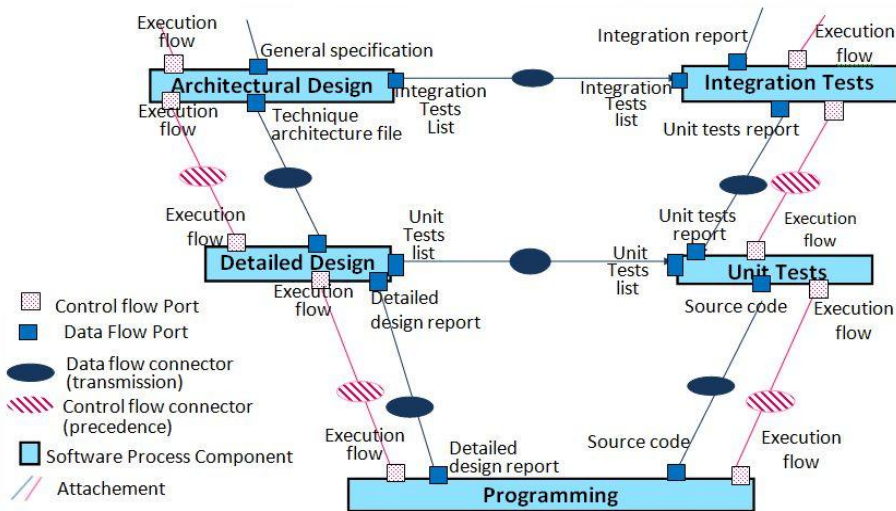 Execution
flow
General specification
Integration report
Execution
flow
Architectural Design
Integration Tests
Execution
flow
Technique
architecture file
Integration
Tests
List
Integration
Tests
list
Unit tests report
Execution
flow
Unit
Tests
list
Unit
Tests
list
Unit tests
report
Execution
flow
Detailed Design
Unit Tests
Execution
flow
Detailed
design report
Source code
Execution
flow
Control flow Port
Data Flow Port
Data flow connector
(transmission)
Control flow connector
(precedence)
Software Process Component
Attachement
Execution
flow
Detailed
design report
Source code
Execution
flow
Programming